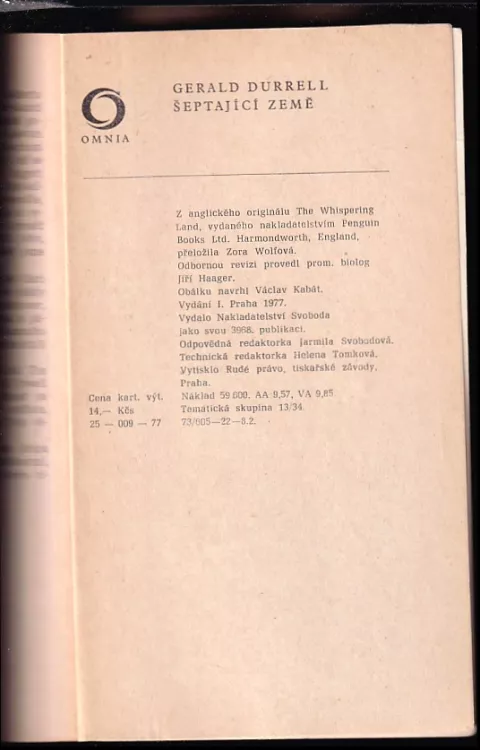 GERALD DURRELL
ŠEPTAJÍCÍ ZEMĚ
OMNIA
Z anglického originálu The Whispering
Land, vydaného nakladatelstvím Penguin
Books Ltd. Harmondworth, England,
přeložila Zora Wolfová.
Odbornou revizi provedl prom. biolog
Jiří Haager.
Obálku navrhl Václav Kabát.
Vydání I. Praha 1977.
Vydalo Nakladatelství Svoboda
jako svou 3968. publikaci.
Odpovědná redaktorka Jarmila Svobodová.
Technická redaktorka Helena Tomková.
Vytisklo Rudé právo, tiskařské závody,
Praha.
Cena kart. výt. Náklad 59 000. AA 9,57, VA 9,85
14,— Kčs Tematická skupina 13/34.
25 — 009 — 77 73/605—22—8.2.